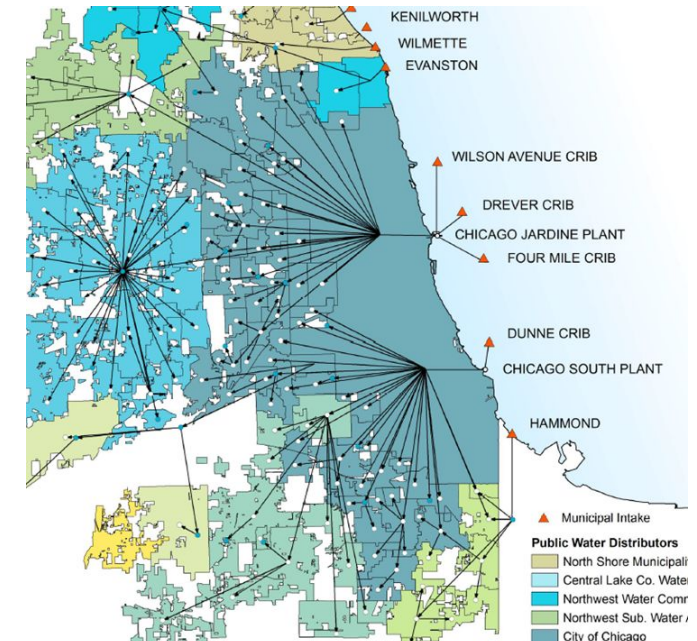 KENILWORTH
WILMETTE
EVANSTON
WILSON AVENUE CRIB
DREVER CRIB
CHICAGO JARDINE PLANT
FOUR MILE CRIB
DUNNE CRIB
CHICAGO SOUTH PLANT
HAMMOND
Municipal Intake
Public Water Distributors
North Shore Municipali
Central Lake Co. Water
Northwest Water Comm
Northwest Sub. Water A
City of Chicago